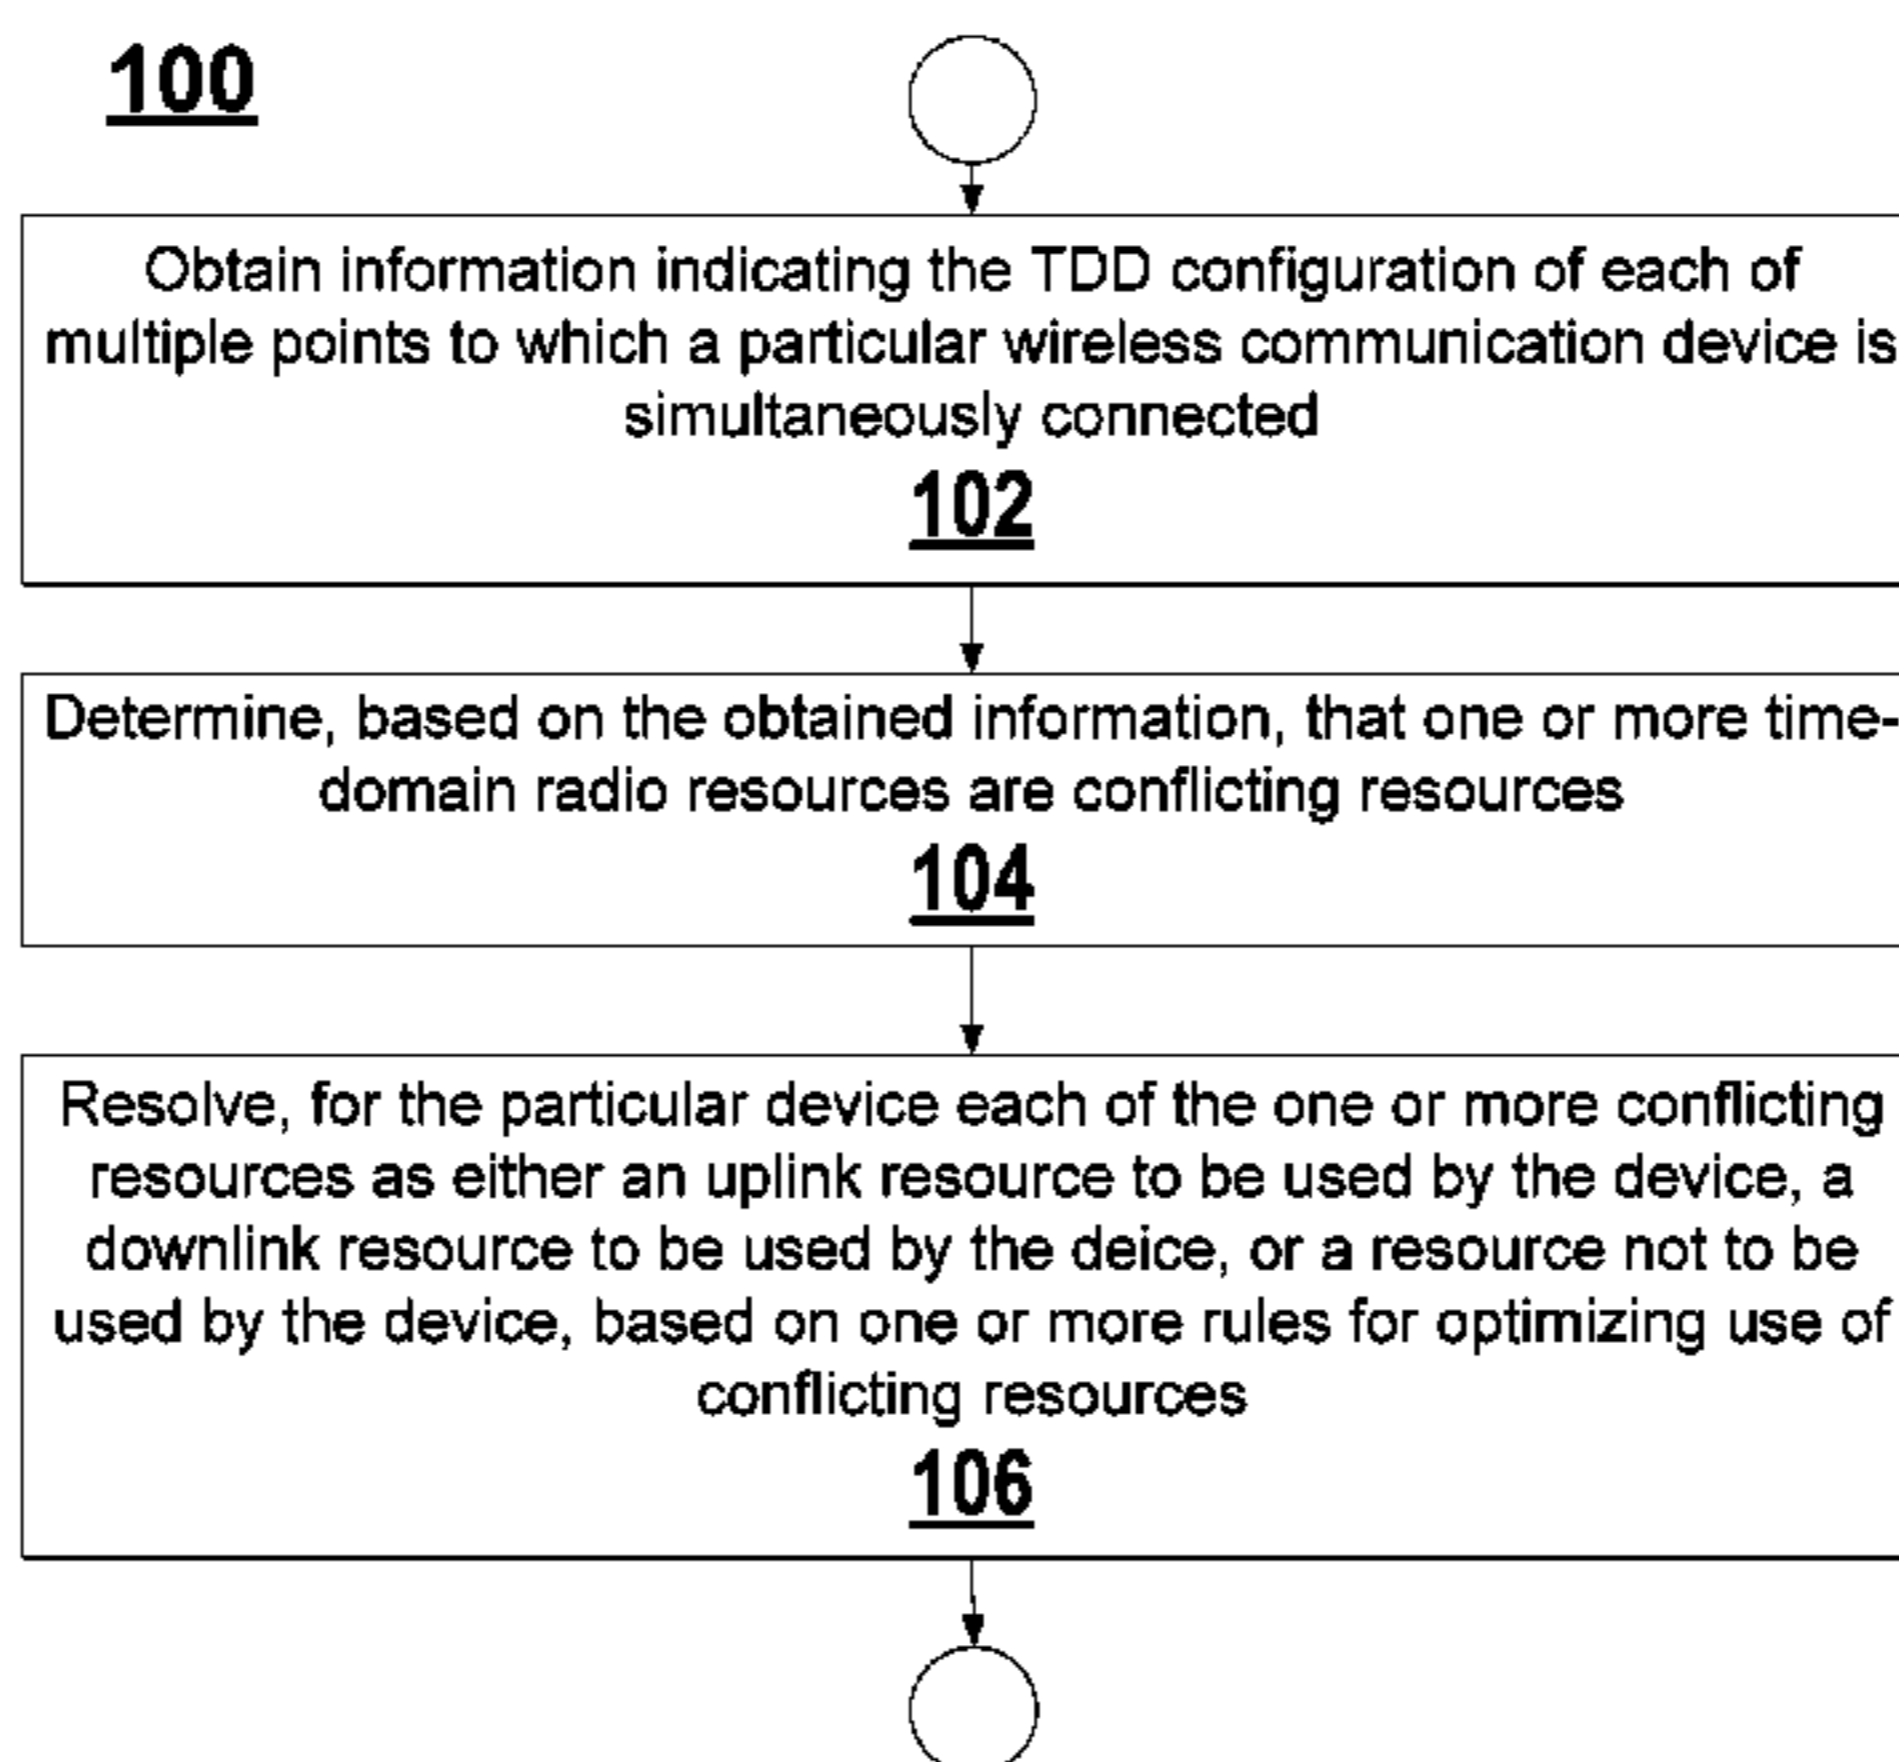 100
Obtain information indicating the TDD configuration of each of
multiple points to which a particular wireless communication device is
simultaneously connected
102
Determine, based on the obtained information, that one or more time-
domain radio resources are conflicting resources
104
Resolve, for the particular device each of the one or more conflicting
resources as either an uplink resource to be used by the device, a
downlink resource to be used by the deice, or a resource not to be
used by the device, based on one or more rules for optimizing use of
conflicting resources
106